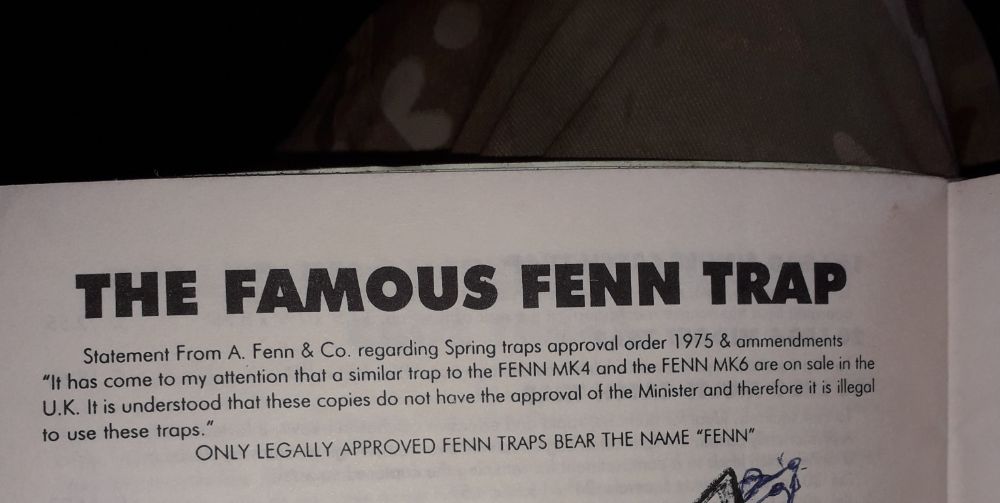 THE FAMOUS FENN TRAP
Statement From A. Fenn & Co. regarding Spring traps approval order 1975 & ammendments
"It has come to my attention that a similar trap to the FENN MK4 and the FENN MK6 are on sale in the
U.K. It is understood that these copies do not have the approval of the Minister and therefore it is illegal
to use these traps."
ONLY LEGALLY APPROVED FENN TRAPS BEAR THE NAME "FENN"